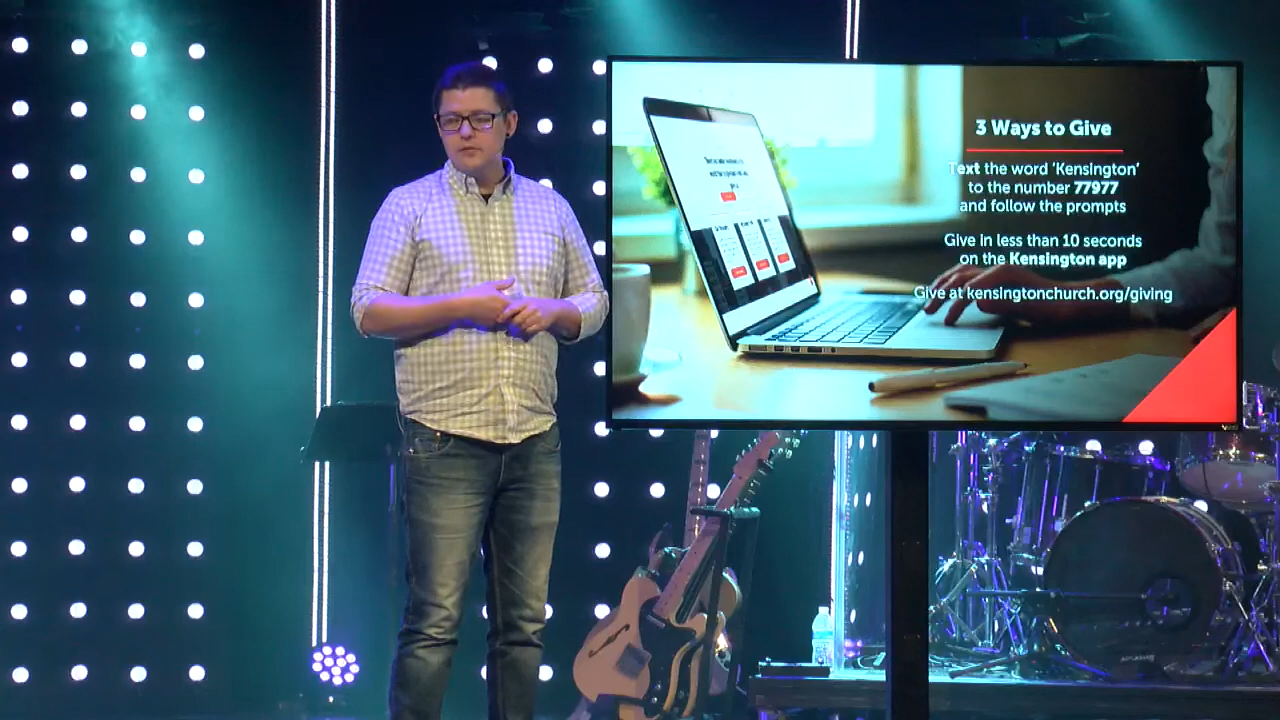 3 Ways to Give
Text the word ‘Kensington’
to the number 77977
and follow the prompts
Give in less than 10 seconds
on the Kensington app
Give at kensingtonchurch.org/giving